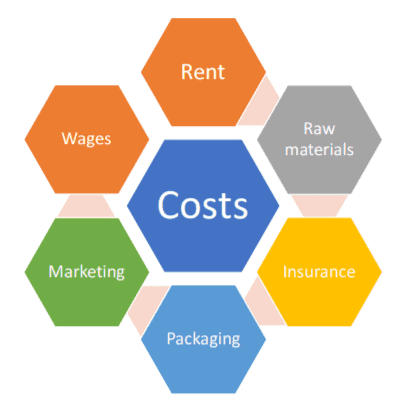 Rent
Raw
materials
Wages
Costs
Marketing
Insurance
Packaging